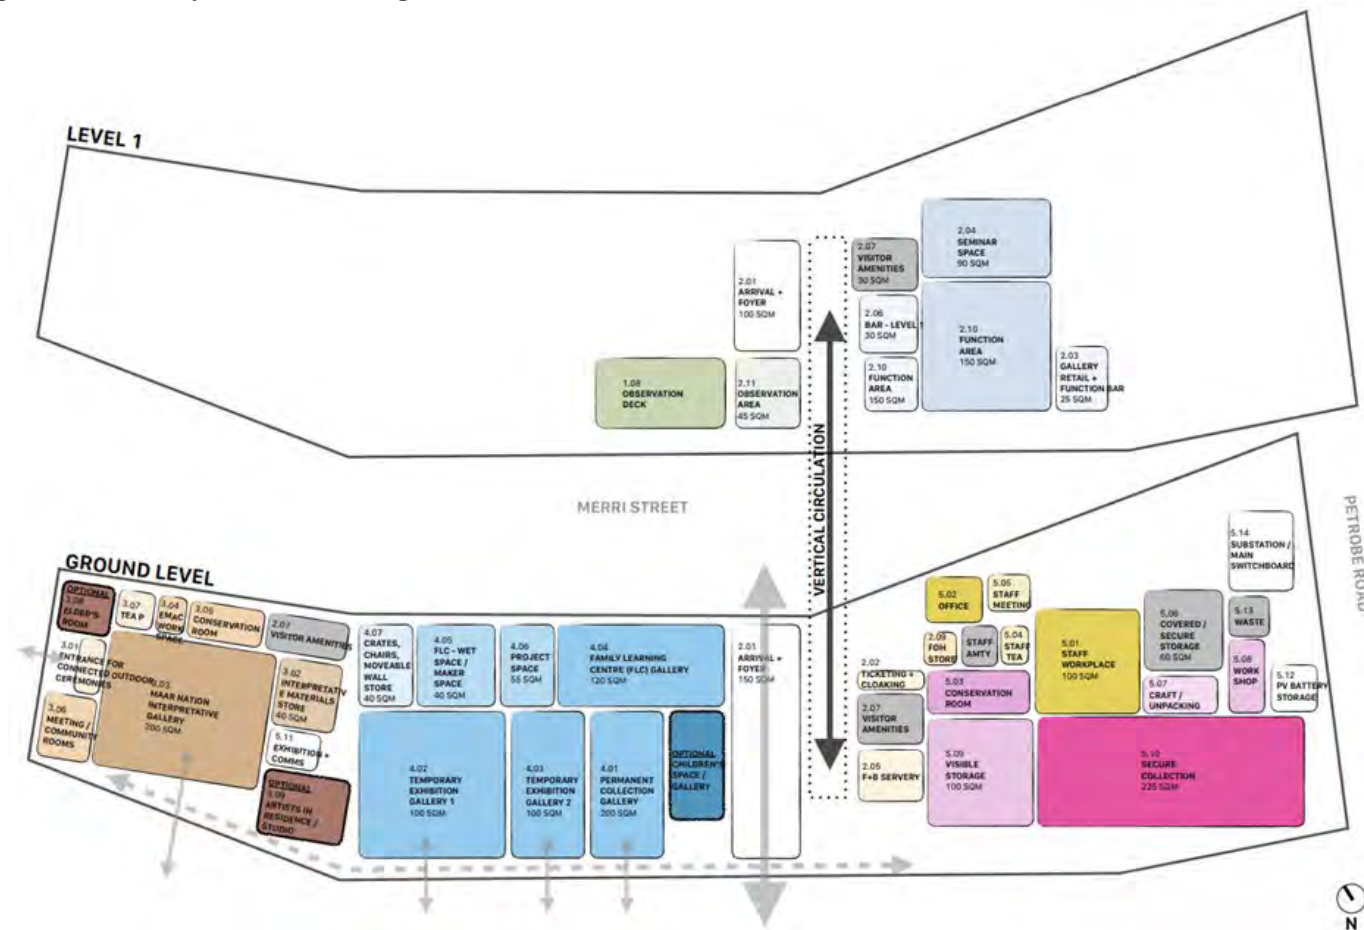 LEVEL 1
2.04
SEMINAR
SPACE
90 SQM
2.07
VISITOR
AMENITIES
30 SQM
2.01
ARRIVAL +
FOYER
100 SQM
2.06
BAR - LEVEL 1
30 SQM
2.10
FUNCTION
AREA
150 SQM
2.03
GALLERY
RETAIL +
FUNCTION BAR
25 SQM
2.10
FUNCTION
AREA
150 SQM
1.08
OBSERVATION
DECK
2.11
OBSERVATION
AREA
45 SQM
VERTICAL CIRCULATION
MERRI STREET
PETROBE ROAD
GROUND LEVEL
OPTIONAL
3.08
ELDER'S
ROOM
3.07
TEA P
3.04
EMAC
WORK
SPACE
3.05
CONSERVATION
ROOM
2.07
VISITOR AMENITIES
3.01
ENTRANCE FOR
CONNECTED OUTDOOR
CEREMONIES
3.03
MAAR NATION
INTERPRETATIVE
GALLERY
200 SQM
3.02
INTERPRETATIV
E MATERIALS
STORE
40 SQM
3.06
MEETING /
COMMUNITY
ROOMS
5.11
EXHIBITION +
COMMS
OPTIONAL
3.09
ARTISTS IN
RESIDENCE /
STUDIO
4.07
CRATES,
CHAIRS,
MOVEABLE
WALL
STORE
40 SQM
4.05
FLC - WET
SPACE /
MAKER
SPACE
40 SQM
4.06
PROJECT
SPACE
55 SQM
4.04
FAMILY LEARNING
CENTRE (FLC) GALLERY
120 SQM
4.02
TEMPORARY
EXHIBITION
GALLERY 1
100 SQM
4.03
TEMPORARY
EXHIBITION
GALLERY 2
100 SQM
4.01
PERMANENT
COLLECTION
GALLERY
200 SQM
OPTIONAL
CHILDREN'S
SPACE /
GALLERY
2.01
ARRIVAL +
FOYER
150 SQM
5.02
OFFICE
5.05
STAFF
MEETING
2.09
FOH
STORE
STAFF
AMTY
5.04
STAFF
TEA
2.02
TICKETING +
CLOAKING
5.03
CONSERVATION
ROOM
2.07
VISITOR
AMENITIES
2.05
F+B SERVERY
5.09
VISIBLE
STORAGE
100 SQM
5.01
STAFF
WORKPLACE
100 SQM
5.06
COVERED /
SECURE
STORAGE
60 SQM
5.07
CRAFT /
UNPACKING
5.14
SUBSTATION /
MAIN
SWITCHBOARD
5.13
WASTE
5.08
WORK
SHOP
5.12
PV BATTERY
STORAGE
5.10
SECURE
COLLECTION
225 SQM
N